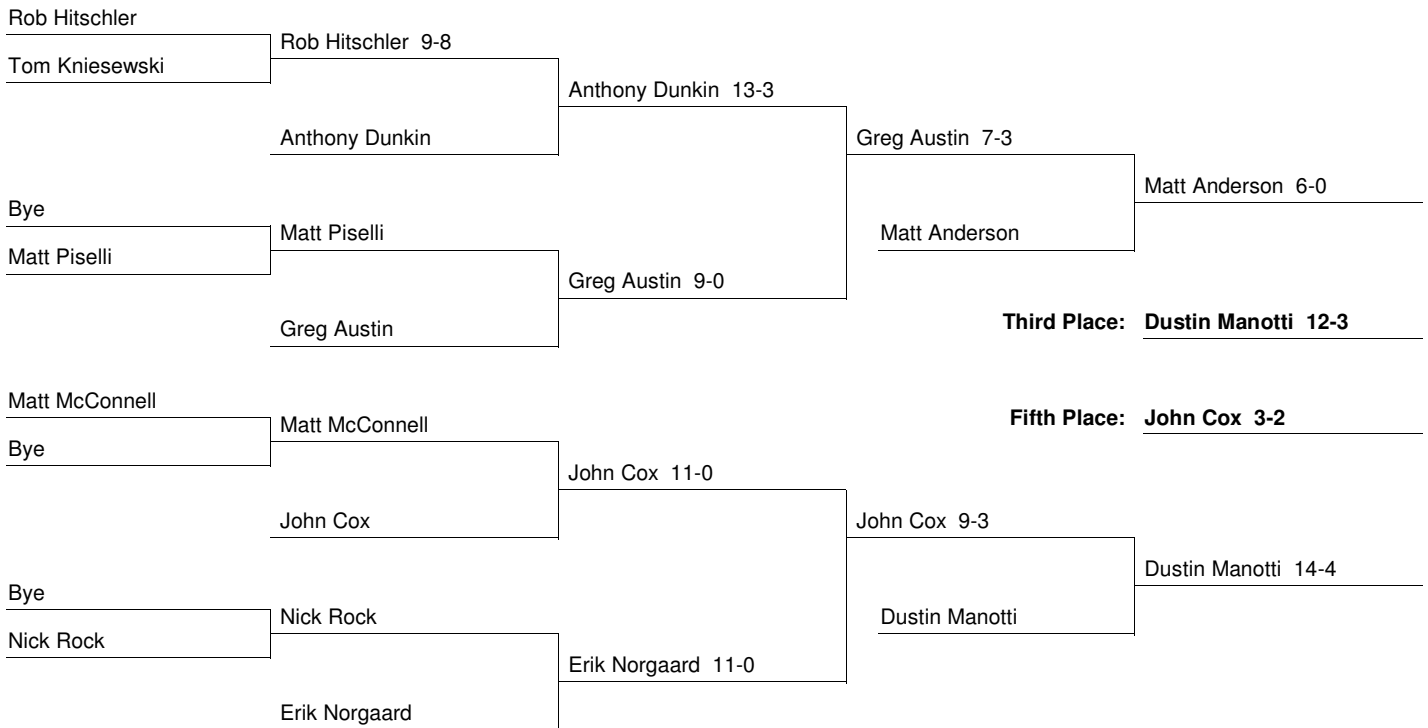 Rob Hitschler
Rob Hitschler 9-8
Tom Kniesewski
Anthony Dunkin 13-3
Anthony Dunkin
Greg Austin 7-3
Matt Anderson 6-0
Bye
Matt Piselli
Matt Anderson
Matt Piselli
Greg Austin 9-0
Greg Austin
Third Place: Dustin Manotti 12-3
Matt McConnell
Matt McConnell
Fifth Place: John Cox 3-2
Bye
John Cox 11-0
John Cox
John Cox 9-3
Dustin Manotti 14-4
Bye
Nick Rock
Dustin Manotti
Nick Rock
Erik Norgaard 11-0
Erik Norgaard